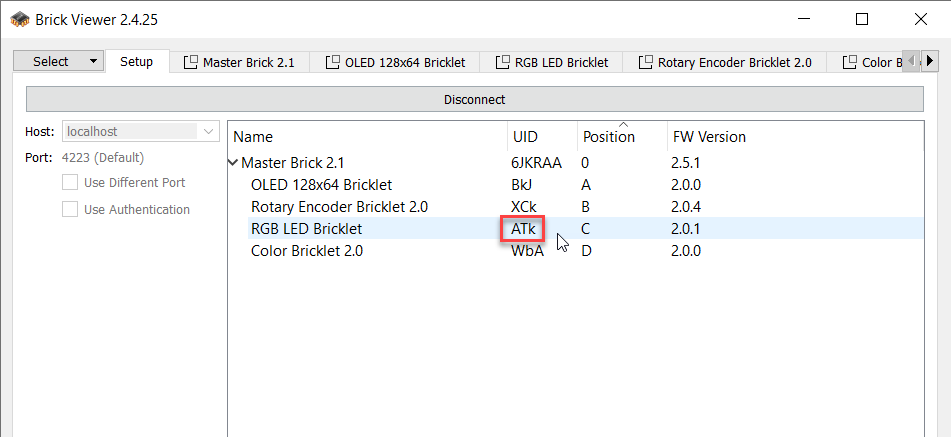 Brick Viewer 2.4.25
Select Setup Master Brick 2.1 OLED 128x64 Bricklet RGB LED Bricklet Rotary Encoder Bricklet 2.0 Color B
Disconnect
Host: localhost
Port: 4223 (Default)
Use Different Port
Use Authentication
Name UID Position FW Version
Master Brick 2.1 6JKRAA 0 2.5.1
OLED 128x64 Bricklet BkJ A 2.0.0
Rotary Encoder Bricklet 2.0 XCk B 2.0.4
RGB LED Bricklet ATk C 2.0.1
Color Bricklet 2.0 WbA D 2.0.0